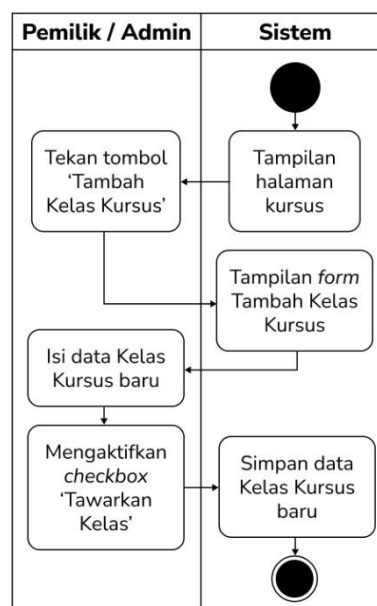 Pemilik / Admin
Sistem
Tampilan
halaman
kursus
Tekan tombol
'Tambah
Kelas Kursus'
Tampilan form
Tambah Kelas
Kursus
Isi data Kelas
Kursus baru
Mengaktifkan
checkbox
'Tawarkan
Kelas'
Simpan data
Kelas Kursus
baru